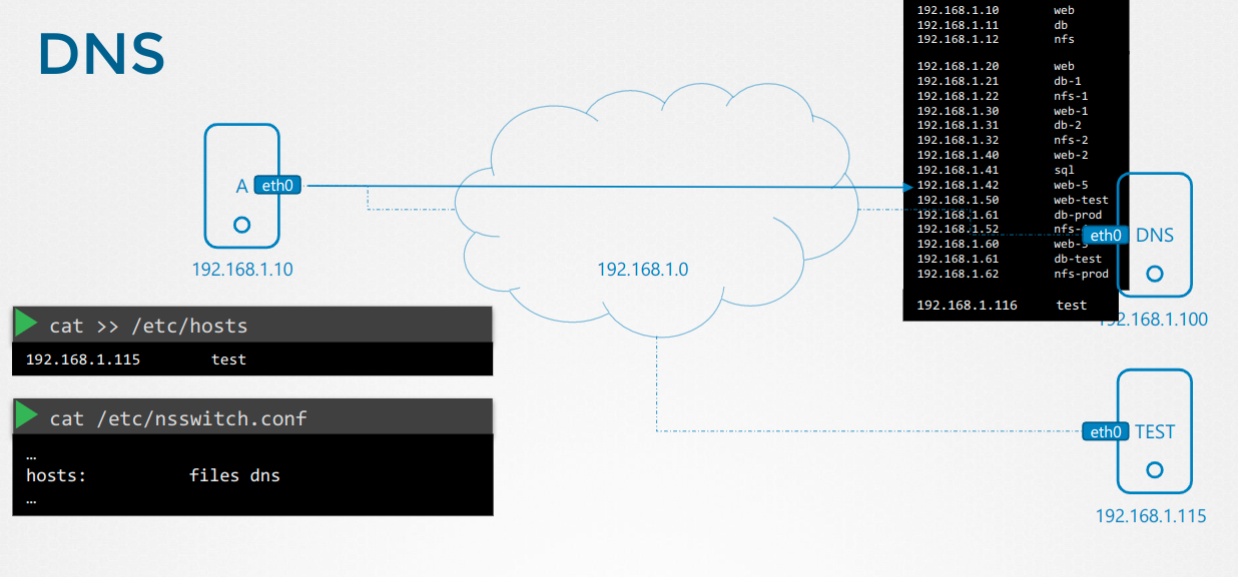 DNS
192.168.1.10 web
192.168.1.11 db
192.168.1.12 nfs
192.168.1.20 web
192.168.1.21 db-1
192.168.1.22 nfs-1
192.168.1.30 web-1
192.168.1.31 db-2
192.168.1.32 nfs-2
192.168.1.40 web-2
192.168.1.41 sql
192.168.1.42 web-5
192.168.1.50 web-test
192.168.1.61 db-prod
192.168.1.52
192.168.1.60
192.168.1.61 db-test
192.168.1.62 nfs-prod
192.168.1.116 test
A eth0
192.168.1.10
192.168.1.0
eth0 DNS
192.168.1.100
cat >> /etc/hosts
192.168.1.115 test
cat /etc/nsswitch.conf
…
hosts: files dns
…
eth0 TEST
192.168.1.115